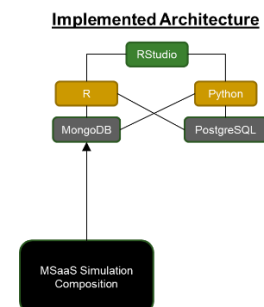 Implemented Architecture
RStudio
R
Python
MongoDB
PostgreSQL
MSaaS Simulation
Composition